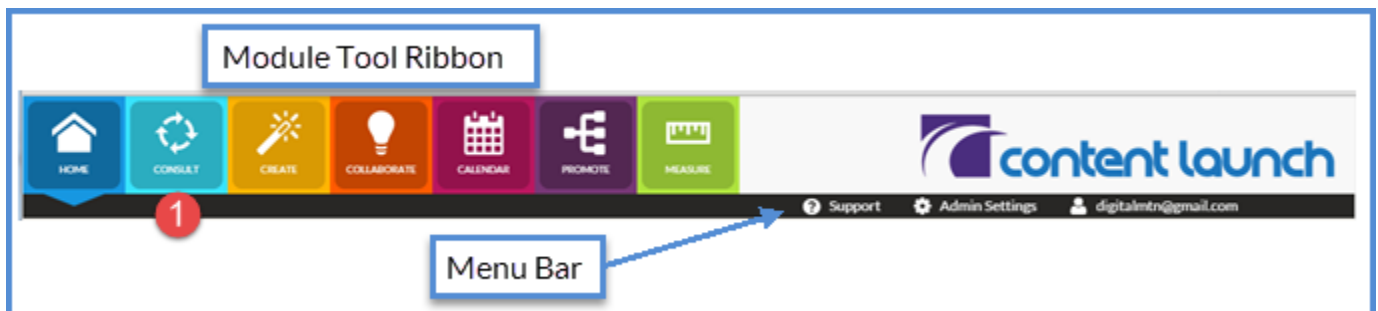 Module Tool Ribbon
HOME
CONSULT
CREATE
COLLABORATE
CALENDAR
PROMOTE
MEASURE
content launch
1
Support
Admin Settings
digitalmtn@gmail.com
Menu Bar